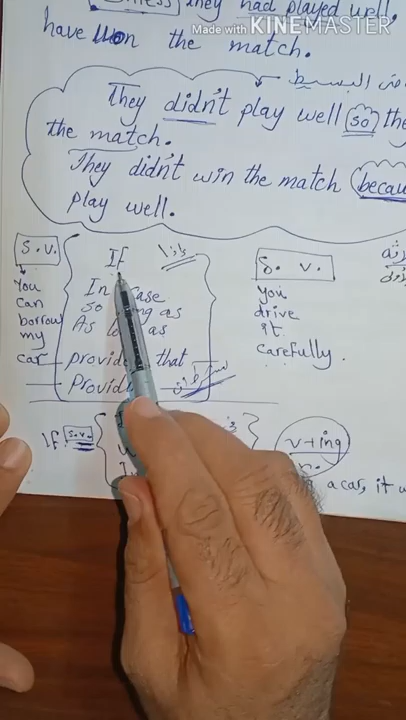 they had played well,
Made with KINEMASTER
have won the match.
They didn't play well so the
the match.
They didn't win the match becau
play well.
S. v.
You
can
borrow
my
car
If
إذا
In case
so long as
As long as
provided that
Provid
S. v.
you
drive
it
carefully.
If S.v.
v+ing
n.
a car, it w